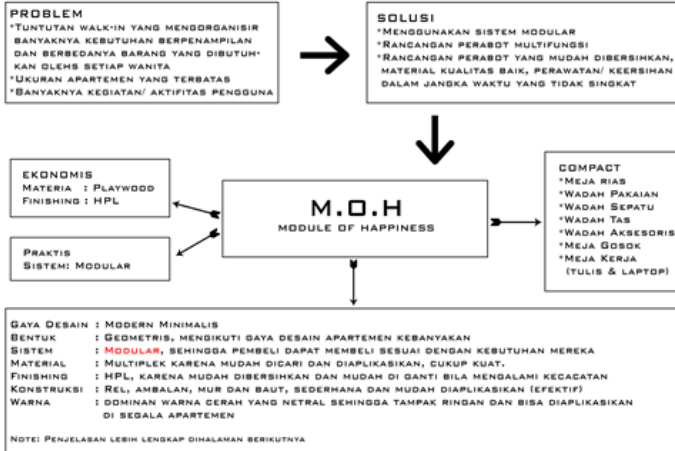 PROBLEM
*TUNTUTAN WALK-IN YANG MENGORGANISIR
BANYAKNYA KEBUTUHAN BERPENAMPILAN
DAN BERBEDANYA BARANG YANG DIBUTUH-
KAN OLEHS SETIAP WANITA
*UKURAN APARTEMEN YANG TERBATAS
*BANYAKNYA KEGIATAN/ AKTIFITAS PENGGUNA
SOLUSI
*MENGGUNAKAN SISTEM MODULAR
*RANCANGAN PERABOT MULTIFUNGSI
*RANCANGAN PERABOT YANG MUDAH DIBERSIHKAN,
MATERIAL KUALITAS BAIK, PERAWATAN/ KEERSIHAN
DALAM JANGKA WAKTU YANG TIDAK SINGKAT
EKONOMIS
MATERIA : PLAYWOOD
FINISHING : HPL
PRAKTIS
SISTEM: MODULAR
M.O.H
MODULE OF HAPPINESS
COMPACT
*MEJA RIAS
*WADAH PAKAIAN
*WADAH SEPATU
*WADAH TAS
*WADAH AKSESORIS
*MEJA GOSOK
*MEJA KERJA
(TULIS & LAPTOP)
GAYA DESAIN : MODERN MINIMALIS
BENTUK : GEOMETRIS, MENGIKUTI GAYA DESAIN APARTEMEN KEBANYAKAN
SISTEM : MODULAR, SEHINGGA PEMBELI DAPAT MEMBELI SESUAI DENGAN KEBUTUHAN MEREKA
MATERIAL : MULTIPLEK KARENA MUDAH DICARI DAN DIAPLIKASIKAN, CUKUP KUAT.
FINISHING : HPL, KARENA MUDAH DIBERSIHKAN DAN MUDAH DI GANTI BILA MENGALAMI KECACATAN
KONSTRUKSI : REL, AMBALAN, MUR DAN BAUT, SEDERHANA DAN MUDAH DIAPLIKASIKAN (EFEKTIF)
WARNA : DOMINAN WARNA CERAH YANG NETRAL SEHINGGA TAMPAK RINGAN DAN BISA DIAPLIKASIKAN
DI SEGALA APARTEMEN
NOTE: PENJELASAN LEBIH LENGKAP DIHALAMAN BERIKUTNYA